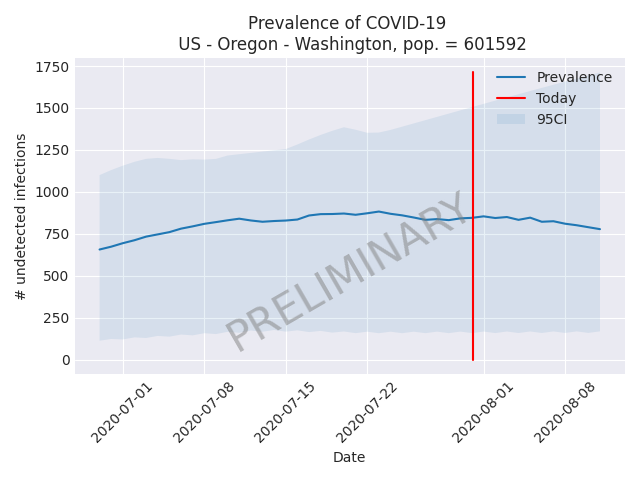 Prevalence of COVID-19
US - Oregon - Washington, pop. = 601592
1750
1500
1250
1000
750
500
250
0
# undetected infections
Prevalence
Today
95CI
PRELIMINARY
2020-07-01
2020-07-08
2020-07-15
2020-07-22
2020-08-01
2020-08-08
Date